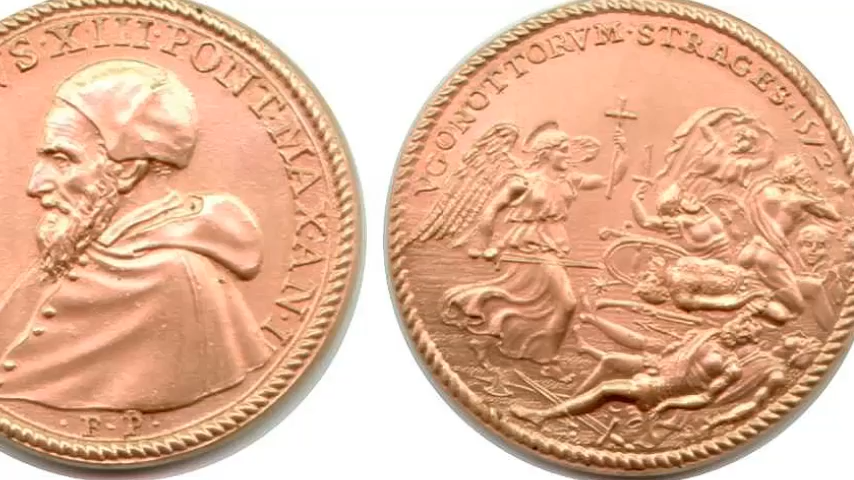 VS·XIII·PONT·MAX·AN·I
·F·P·
VGONOTTORVM·STRAGES·1572·